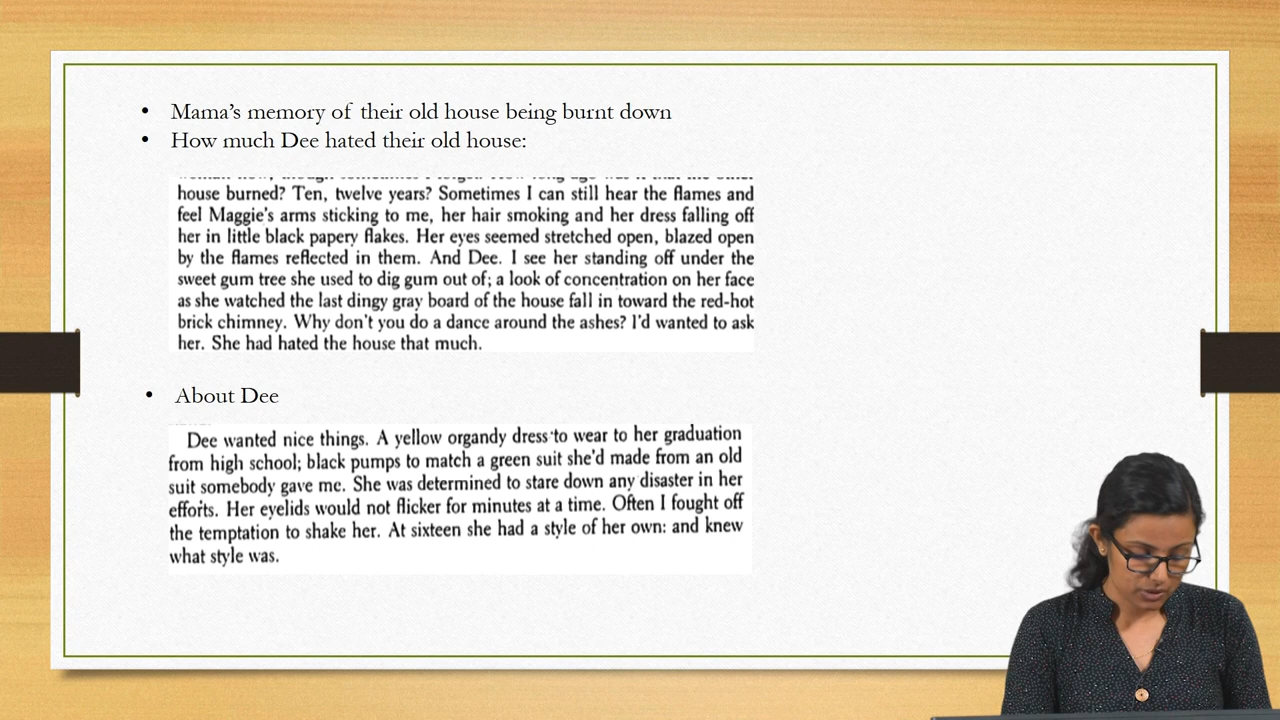 • Mama's memory of their old house being burnt down
• How much Dee hated their old house:
house burned? Ten, twelve years? Sometimes I can still hear the flames and
feel Maggie's arms sticking to me, her hair smoking and her dress falling off
her in little black papery flakes. Her eyes seemed stretched open, blazed open
by the flames reflected in them. And Dee. I see her standing off under the
sweet gum tree she used to dig gum out of; a look of concentration on her face
as she watched the last dingy gray board of the house fall in toward the red-hot
brick chimney. Why don't you do a dance around the ashes? I'd wanted to ask
her. She had hated the house that much.
• About Dee
Dee wanted nice things. A yellow organdy dress to wear to her graduation
from high school; black pumps to match a green suit she'd made from an old
suit somebody gave me. She was determined to stare down any disaster in her
efforts. Her eyelids would not flicker for minutes at a time. Often I fought off
the temptation to shake her. At sixteen she had a style of her own: and knew
what style was.